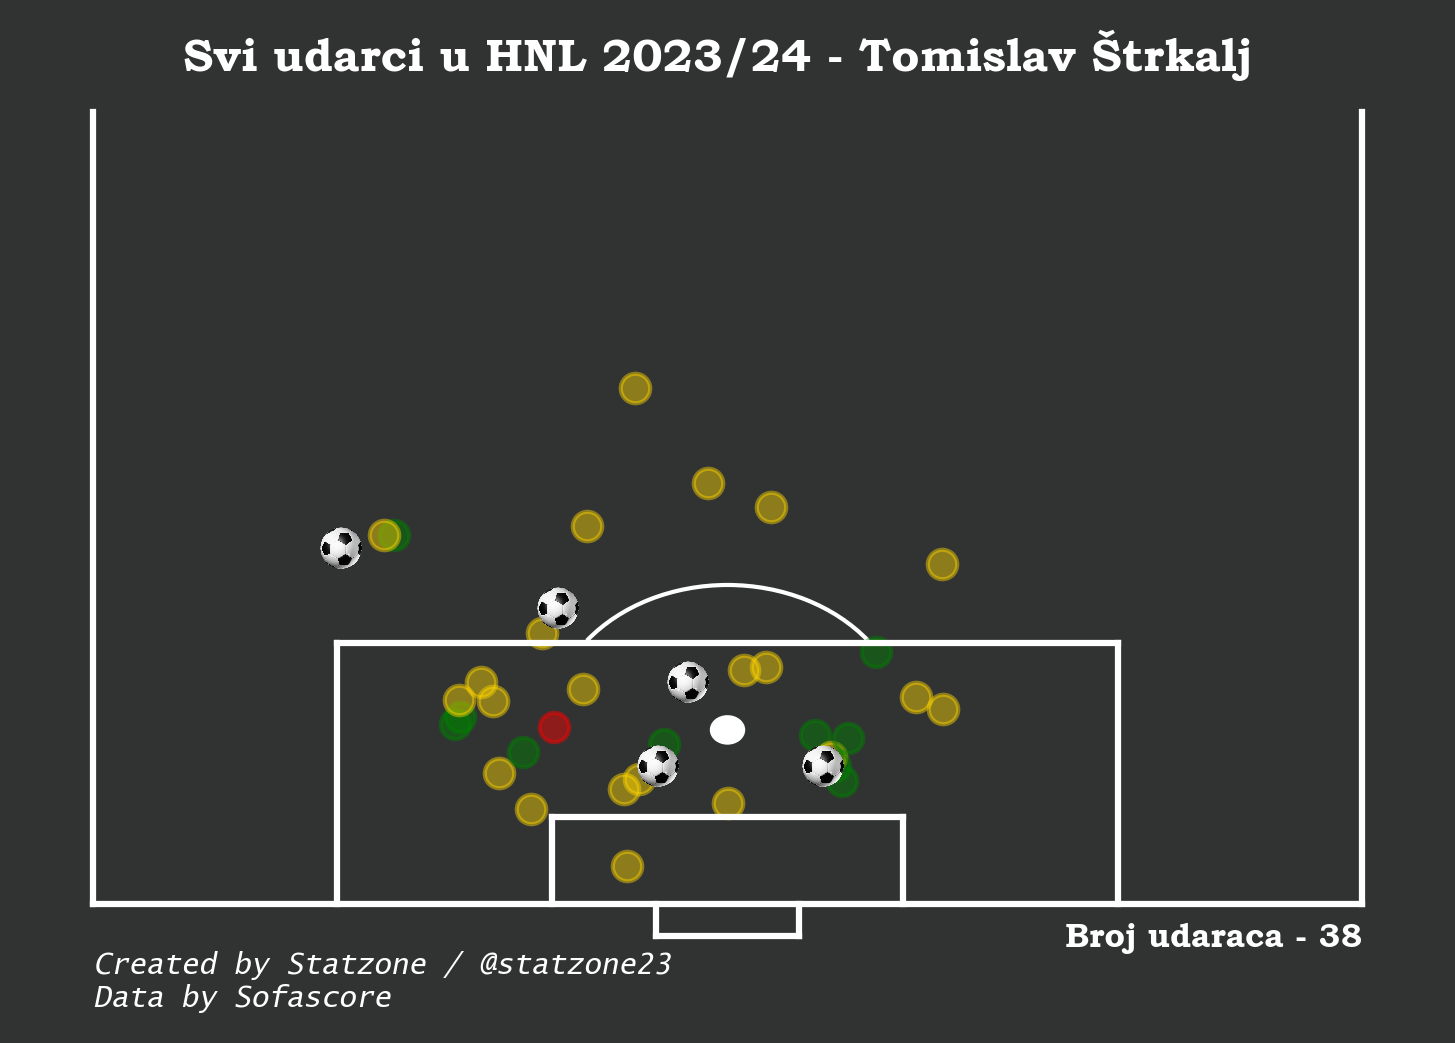 Svi udarci u HNL 2023/24 - Tomislav Štrkalj
Broj udaraca - 38
Created by Statzone / @statzone23
Data by Sofascore